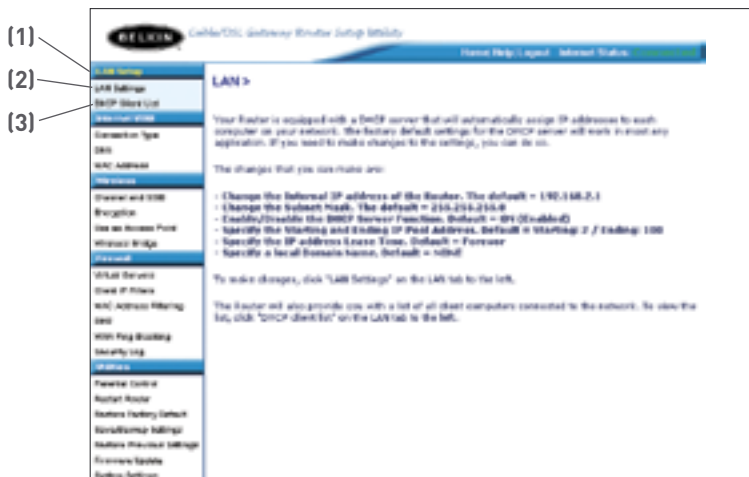 BELKIN Cable/DSL Gateway Router Setup Utility
Home|Help|Logout Internet Status:
(1)
LAN Setup
(2)
LAN Settings
(3)
DHCP Client List
Internet WAN
Connection Type
DNS
MAC Address
Wireless
Channel and SSID
Encryption
Use as Access Point
Wireless Bridge
Firewall
Virtual Servers
Client IP Filters
MAC Address Filtering
DMZ
WAN Ping Blocking
Security Log
Utilities
Parental Control
Restart Router
Restore Factory Default
Save/Backup Settings
Restore Previous Settings
Firmware Update
System Settings
LAN >
Your Router is equipped with a DHCP server that will automatically assign IP addresses to each
computer on your network. The factory default settings for the DHCP server will work in most any
application. If you need to make changes to the settings, you can do so.
The changes that you can make are:
- Change the Internal IP address of the Router. The default = 192.168.2.1
- Change the Subnet Mask. The default = 255.255.255.0
- Enable/Disable the DHCP Server Function. Default = ON (Enabled)
- Specify the Starting and Ending IP Pool Address. Default = Starting: 2 / Ending: 100
- Specify the IP address Lease Time. Default = Forever
- Specify a local Domain Name. Default = NONE
To make changes, click "LAN Settings" on the LAN tab to the left.
The Router will also provide you with a list of all client computers connected to the network. To view the
list, click "DHCP client list" on the LAN tab to the left.